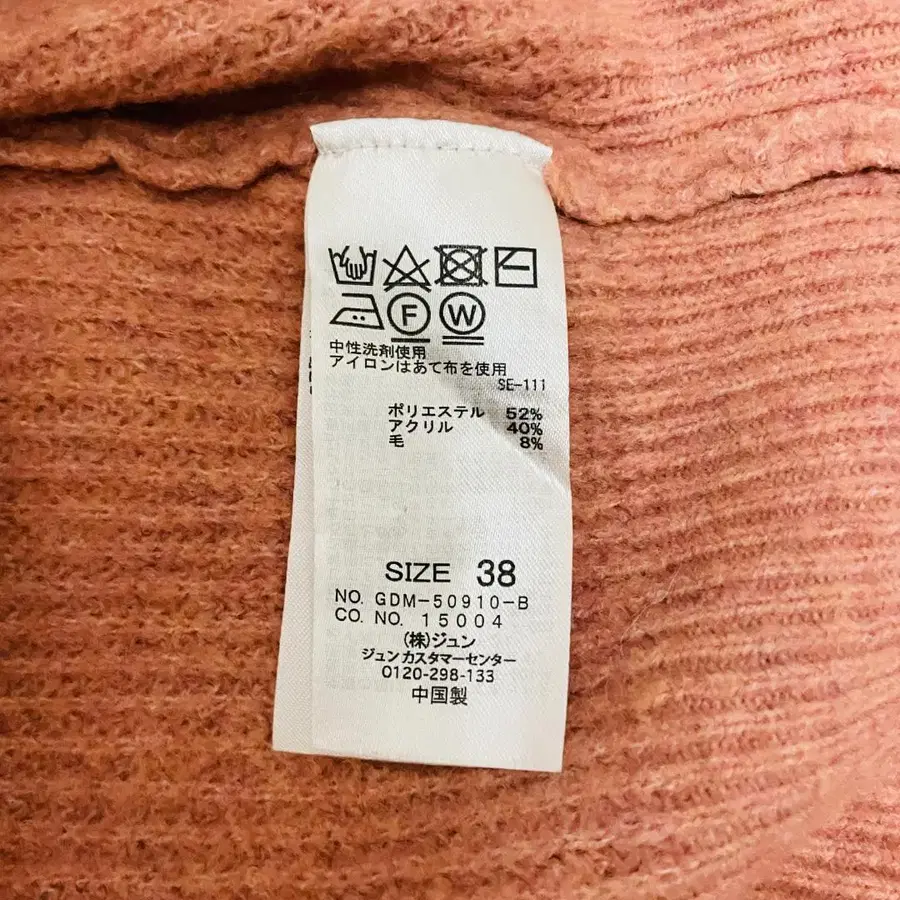 F W
中性洗剤使用
アイロンはあて布を使用
SE-111
ポリエステル 52%
アクリル 40%
毛 8%
SIZE 38
NO. GDM-50910-B
CO. NO. 15004
(株)ジュン
ジュンカスタマーセンター
0120-298-133
中国製